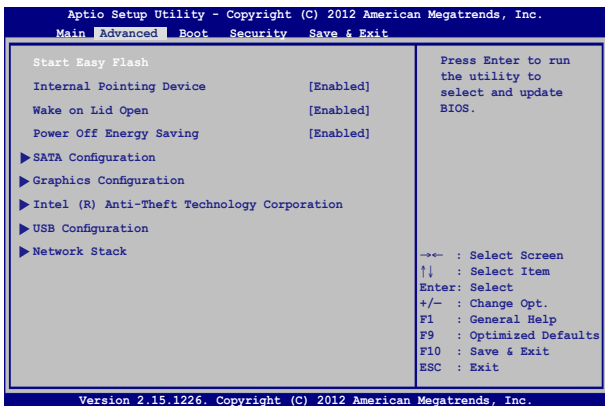 Aptio Setup Utility - Copyright (C) 2012 American Megatrends, Inc.
Main Advanced Boot Security Save & Exit
Start Easy Flash
Internal Pointing Device [Enabled]
Wake on Lid Open [Enabled]
Power Off Energy Saving [Enabled]
SATA Configuration
Graphics Configuration
Intel (R) Anti-Theft Technology Corporation
USB Configuration
Network Stack
Press Enter to run
the utility to
select and update
BIOS.
→← : Select Screen
↑↓ : Select Item
Enter: Select
+/— : Change Opt.
F1 : General Help
F9 : Optimized Defaults
F10 : Save & Exit
ESC : Exit
Version 2.15.1226. Copyright (C) 2012 American Megatrends, Inc.